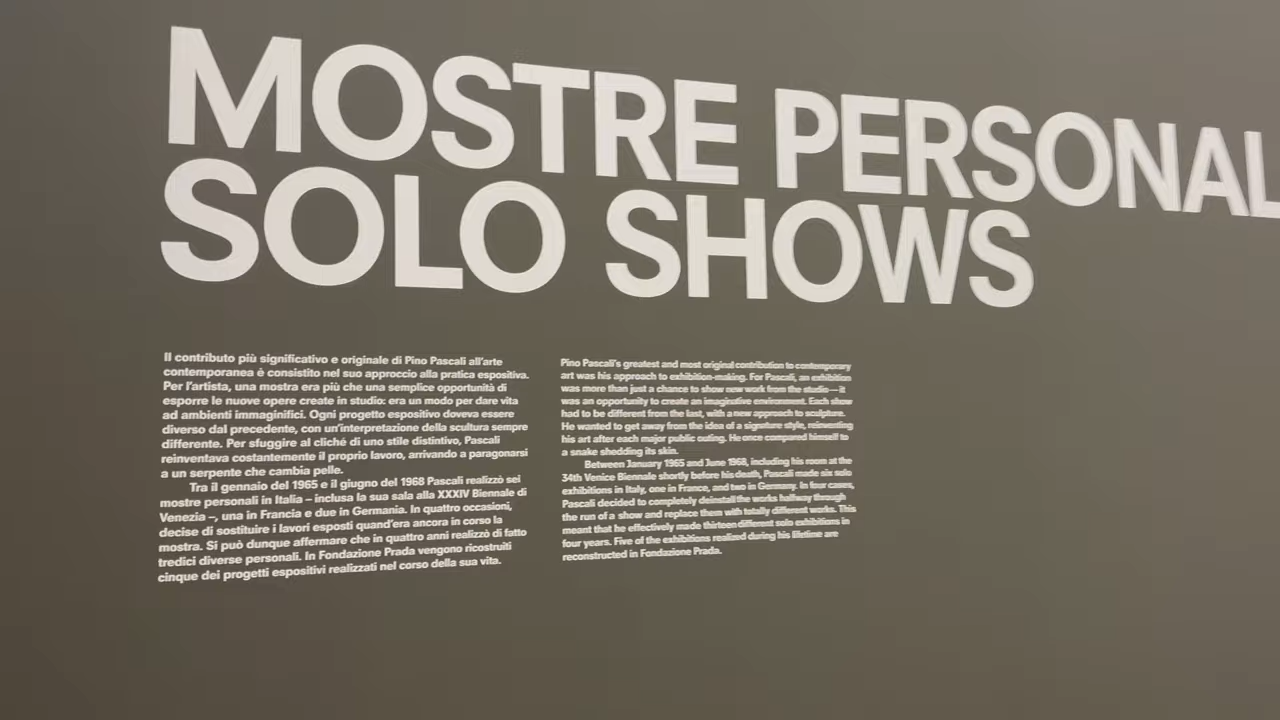 MOSTRE PERSONAL
SOLO SHOWS
Il contributo più significativo e originale di Pino Pascali all'arte
contemporanea è consistito nel suo approccio alla pratica espositiva.
Per l'artista, una mostra era più che una semplice opportunità di
esporre le nuove opere create in studio: era un modo per dare vita
ad ambienti immaginifici. Ogni progetto espositivo doveva essere
diverso dal precedente, con un'interpretazione della scultura sempre
differente. Per sfuggire al cliché di uno stile distintivo, Pascali
reinventava costantemente il proprio lavoro, arrivando a paragonarsi
a un serpente che cambia pelle.
Tra il gennaio del 1965 e il giugno del 1968 Pascali realizzò sei
mostre personali in Italia – inclusa la sua sala alla XXXIV Biennale di
Venezia –, una in Francia e due in Germania. In quattro occasioni,
decise di sostituire i lavori esposti quand'era ancora in corso la
mostra. Si può dunque affermare che in quattro anni realizzò di fatto
tredici diverse personali. In Fondazione Prada vengono ricostruiti
cinque dei progetti espositivi realizzati nel corso della sua vita.
Pino Pascali's greatest and most original contribution to contemporary
art was his approach to exhibition-making. For Pascali, an exhibition
was more than just a chance to show new work from the studio—it
was an opportunity to create an imaginative environment. Each show
had to be different from the last, with a new approach to sculpture.
He wanted to get away from the idea of a signature style, reinventing
his art after each major public outing. He once compared himself to
a snake shedding its skin.
Between January 1965 and June 1968, including his room at the
34th Venice Biennale shortly before his death, Pascali made six solo
exhibitions in Italy, one in France, and two in Germany. In four cases,
Pascali decided to completely deinstall the works halfway through
the run of a show and replace them with totally different works. This
meant that he effectively made thirteen different solo exhibitions in
four years. Five of the exhibitions realized during his lifetime are
reconstructed in Fondazione Prada.